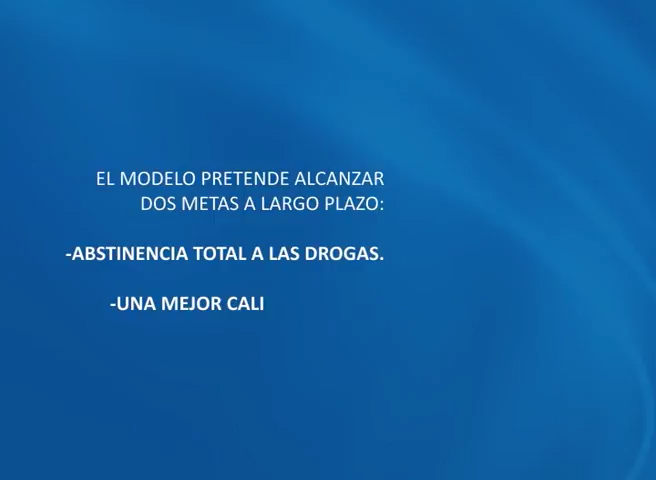 EL MODELO PRETENDE ALCANZAR
DOS METAS A LARGO PLAZO:
-ABSTINENCIA TOTAL A LAS DROGAS.
-UNA MEJOR CALI